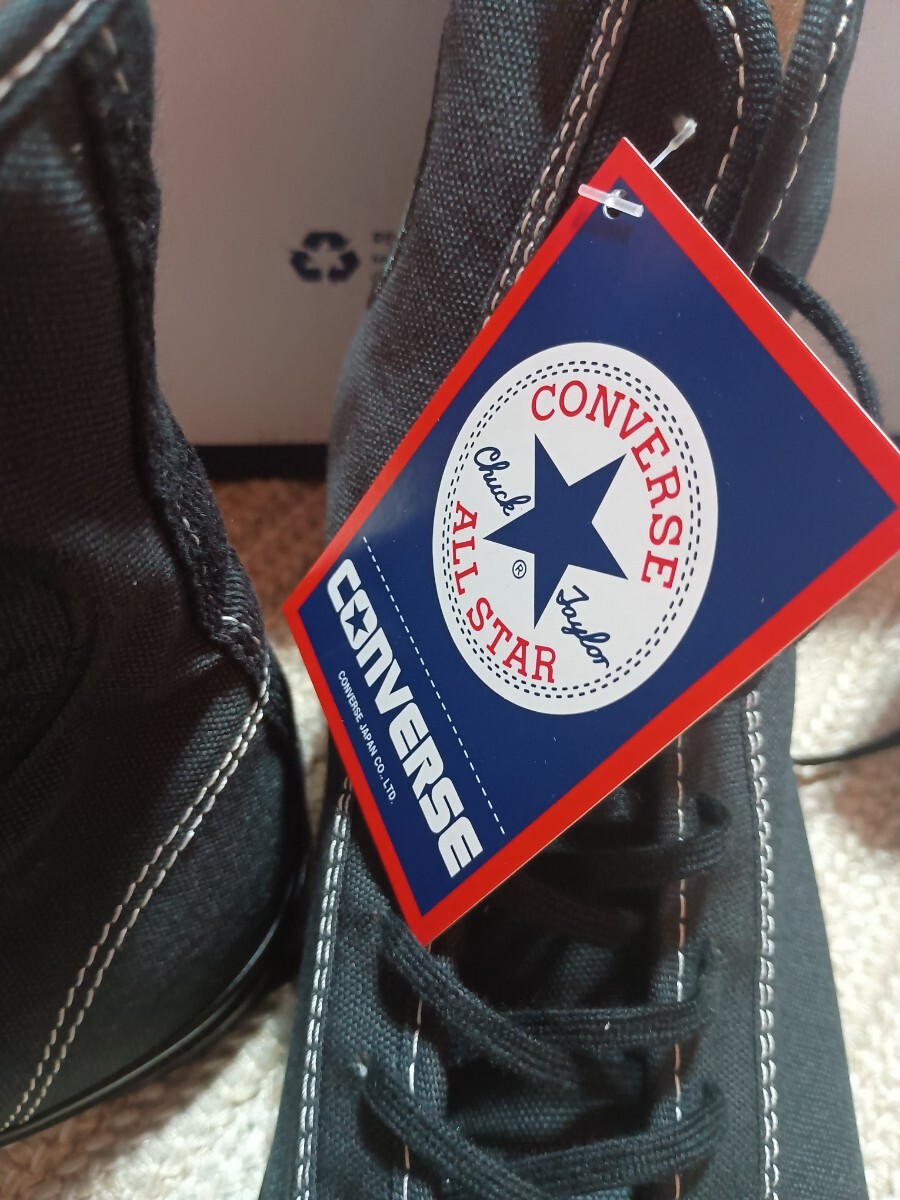 CONVERSE
Chuck
Taylor
®
ALL STAR
CONVERSE
CONVERSE JAPAN CO., LTD.